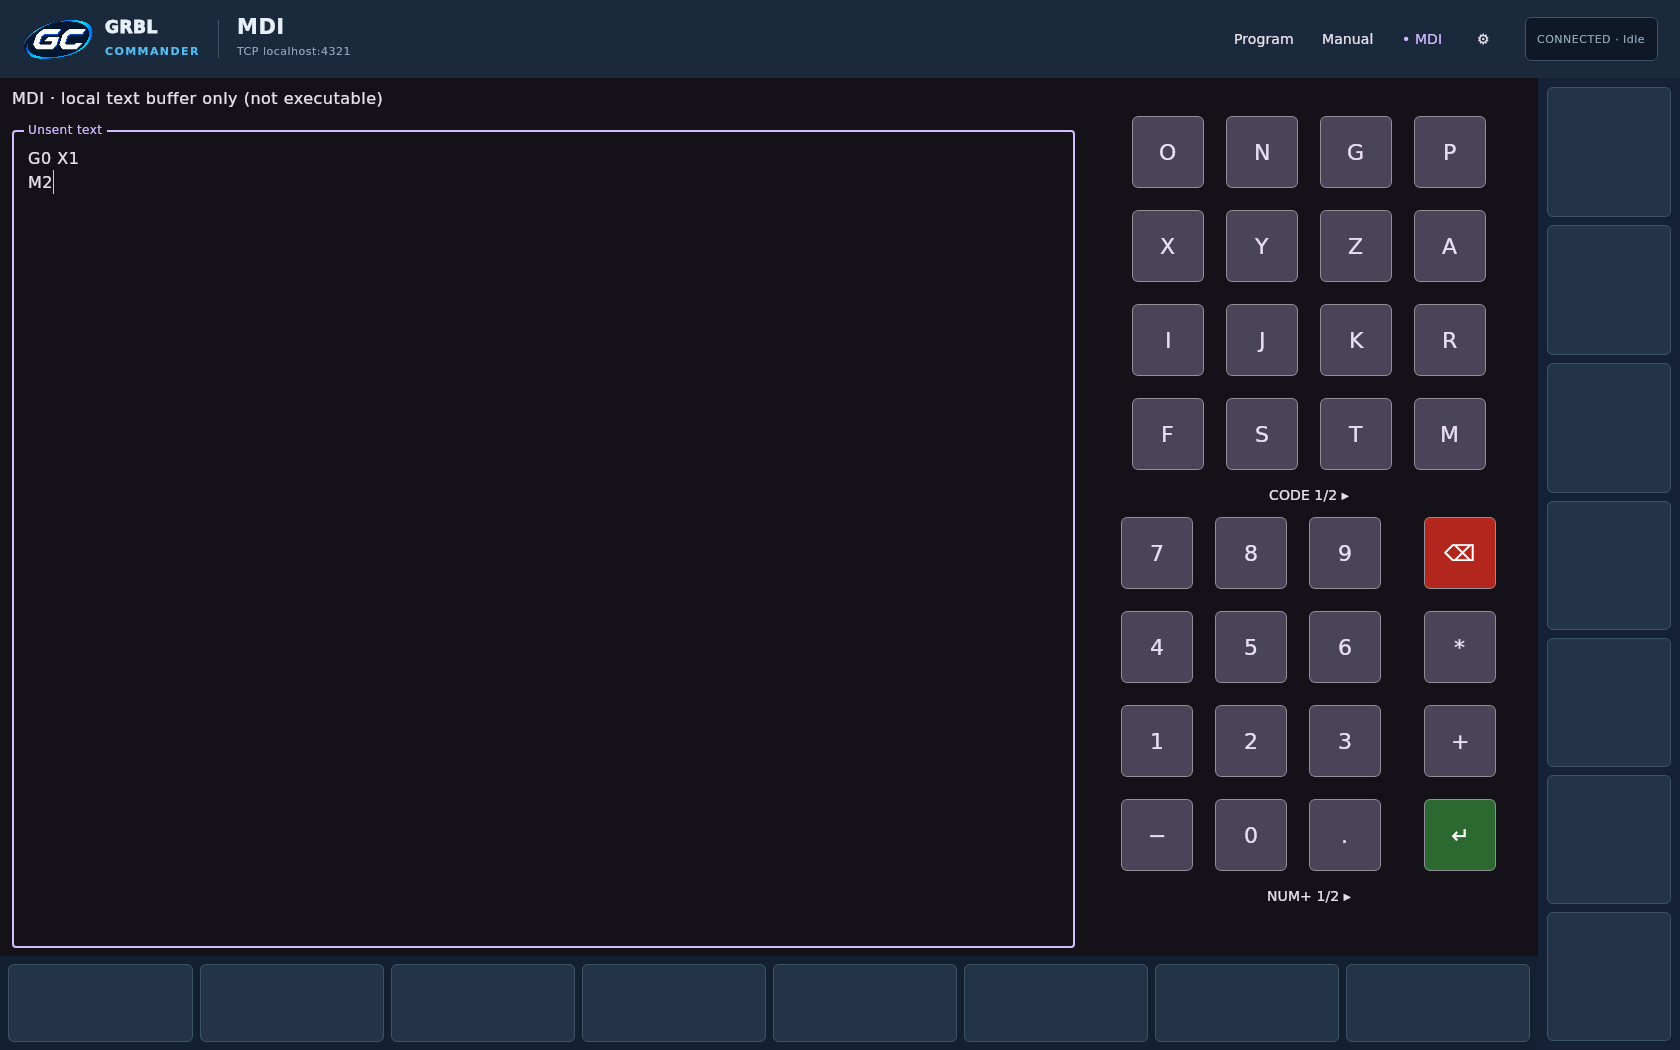 GC
GRBL
COMMANDER
MDI
TCP localhost:4321
Program
Manual
• MDI
⚙
CONNECTED · Idle
MDI · local text buffer only (not executable)
Unsent text
G0 X1
M2
O N G P
X Y Z A
I J K R
F S T M
CODE 1/2 ▸
7 8 9 ⌫
4 5 6 *
1 2 3 +
− 0 . ↵
NUM+ 1/2 ▸